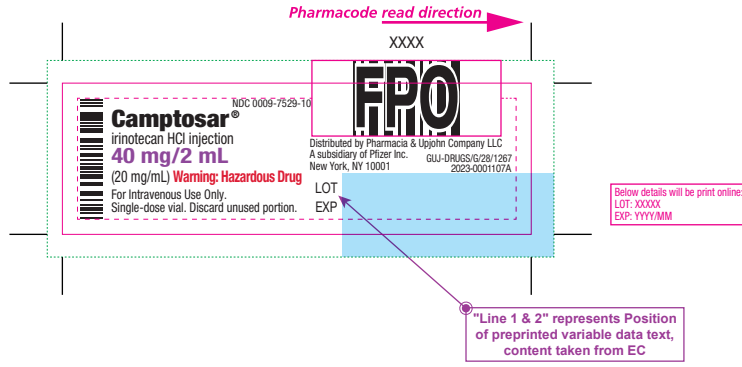 Pharmacode read direction
XXXX
FPO
NDC 0009-7529-10
Camptosar®
irinotecan HCl injection
40 mg/2 mL
(20 mg/mL) Warning: Hazardous Drug
For Intravenous Use Only.
Single-dose vial. Discard unused portion.
Distributed by Pharmacia & Upjohn Company LLC
A subsidiary of Pfizer Inc.
New York, NY 10001
GUJ-DRUGS/G/28/1267
2023-0001107A
LOT
EXP
Below details will be print online:
LOT: XXXXX
EXP: YYYY/MM
"Line 1 & 2" represents Position
of preprinted variable data text,
content taken from EC